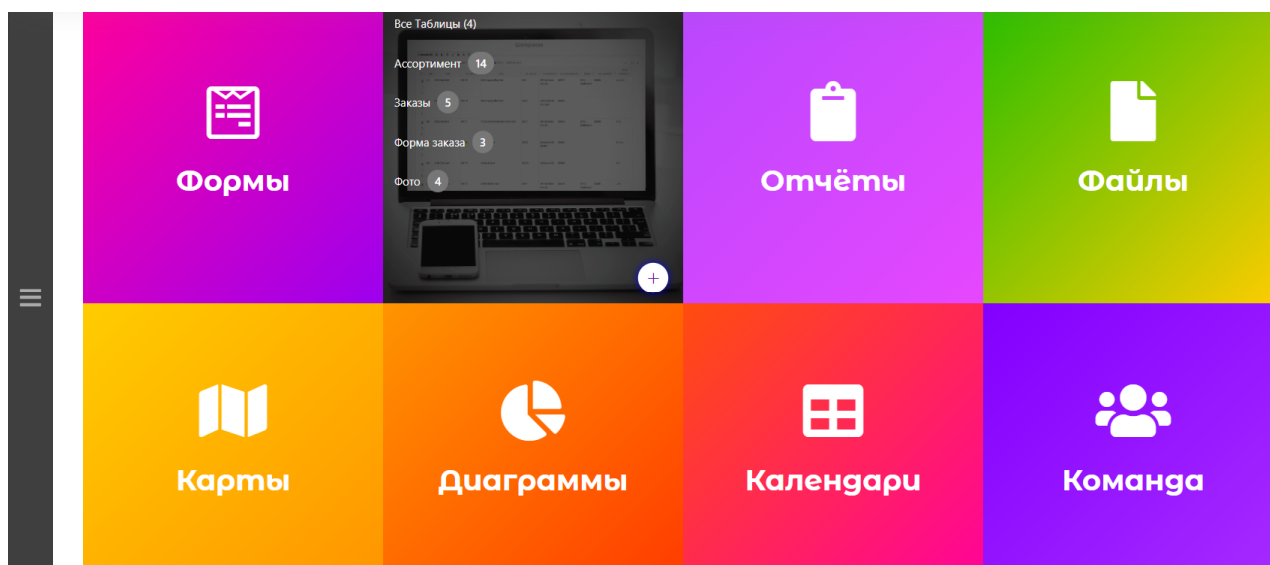 Все Таблицы (4)
Ассортимент 14
Заказы 5
Форма заказа 3
Фото 4
Формы
Отчёты
Файлы
Карты
Диаграммы
Календари
Команда